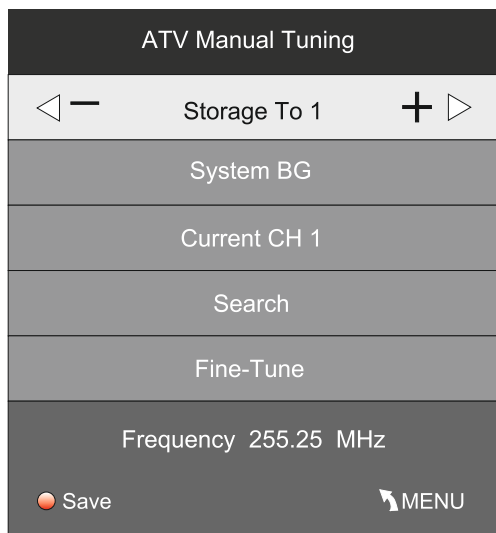 ATV Manual Tuning
Storage To 1
System BG
Current CH 1
Search
Fine-Tune
Frequency 255.25 MHz
Save MENU